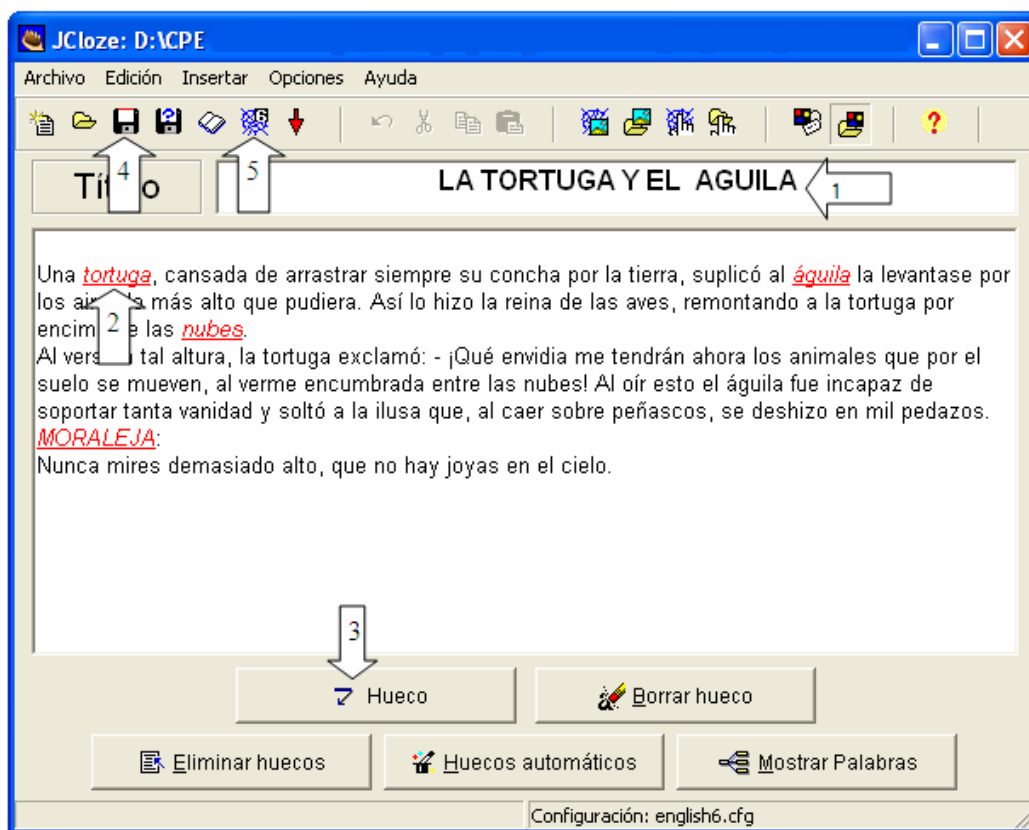 JCloze: D:\CPE
Archivo Edición Insertar Opciones Ayuda
4
5
Título
LA TORTUGA Y EL AGUILA
1
Una tortuga, cansada de arrastrar siempre su concha por la tierra, suplicó al águila la levantase por
los lo más alto que pudiera. Así lo hizo la reina de las aves, remontando a la tortuga por
2
encima de las nubes.
Al verse a tal altura, la tortuga exclamó: - ¡Qué envidia me tendrán ahora los animales que por el
suelo se mueven, al verme encumbrada entre las nubes! Al oír esto el águila fue incapaz de
soportar tanta vanidad y soltó a la ilusa que, al caer sobre peñascos, se deshizo en mil pedazos.
MORALEJA:
Nunca mires demasiado alto, que no hay joyas en el cielo.
3
Hueco
Borrar hueco
Eliminar huecos
Huecos automáticos
Mostrar Palabras
Configuración: english6.cfg